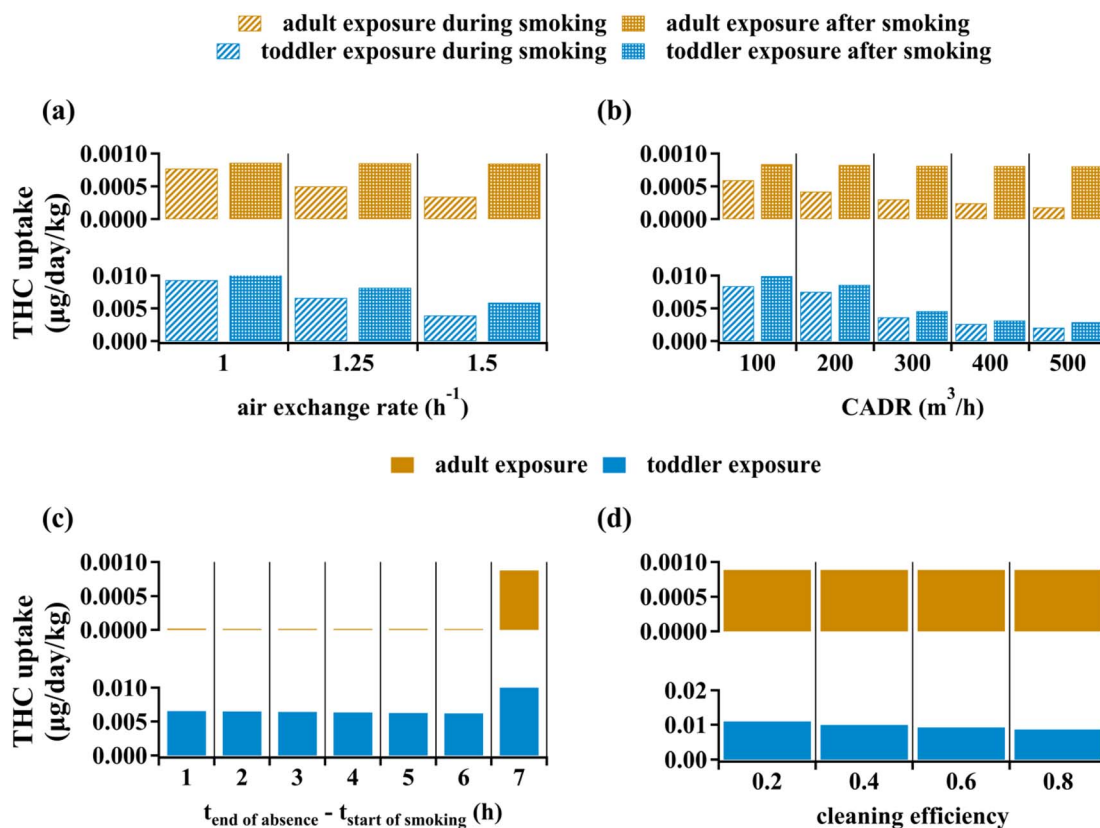 adult exposure during smoking adult exposure after smoking
toddler exposure during smoking toddler exposure after smoking
(a)
THC uptake
(µg/day/kg)
0.0010
0.0005
0.0000
0.010
0.005
0.000
1 1.25 1.5
air exchange rate (h⁻¹)
(b)
0.0010
0.0005
0.0000
0.010
0.005
0.000
100 200 300 400 500
CADR (m³/h)
adult exposure toddler exposure
(c)
THC uptake
(µg/day/kg)
0.0010
0.0005
0.0000
0.010
0.005
0.000
1 2 3 4 5 6 7
t end of absence - t start of smoking (h)
(d)
0.0010
0.0005
0.0000
0.02
0.01
0.00
0.2 0.4 0.6 0.8
cleaning efficiency